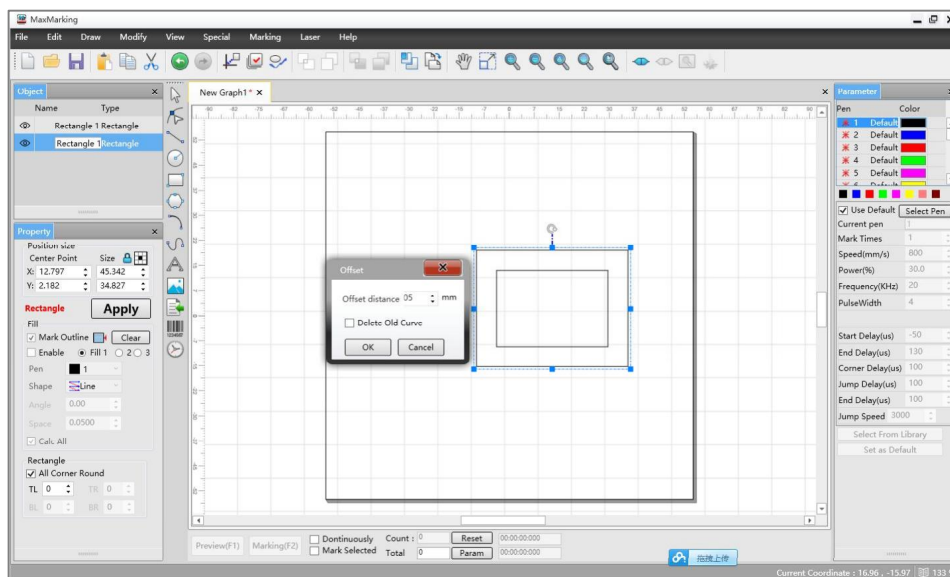 MaxMarking
File Edit Draw Modify View Special Marking Laser Help
Object
Name Type
Rectangle 1 Rectangle
Rectangle 1 Rectangle
Property
Position size
Center Point Size
X: 12.797 45.342
Y: 2.182 34.827
Rectangle Apply
Fill
Mark Outline Clear
Enable Fill 1 2 3
Pen 1
Shape Line
Angle 0.00
Space 0.0500
Calc All
Rectangle
All Corner Round
TL 0 TR 0
BL 0 BR 0
New Graph1*
Offset
Offset distance 05 mm
Delete Old Curve
OK Cancel
Preview(F1) Marking(F2) Dontinuously Count : 0 Reset 00:00:00:000
Mark Selected Total 0 Param 00:00:00:000
拖拽上传
Parameter
Pen Color
1 Default
2 Default
3 Default
4 Default
5 Default
Use Default Select Pen
Current pen 1
Mark Times 1
Speed(mm/s) 800
Power(%) 30.0
Frequency(KHz) 20
PulseWidth 4
Start Delay(us) -50
End Delay(us) 130
Corner Delay(us) 100
Jump Delay(us) 100
End Delay(us) 100
Jump Speed 3000
Select From Library
Set as Default
Current Coordinate : 16.96 , -15.97